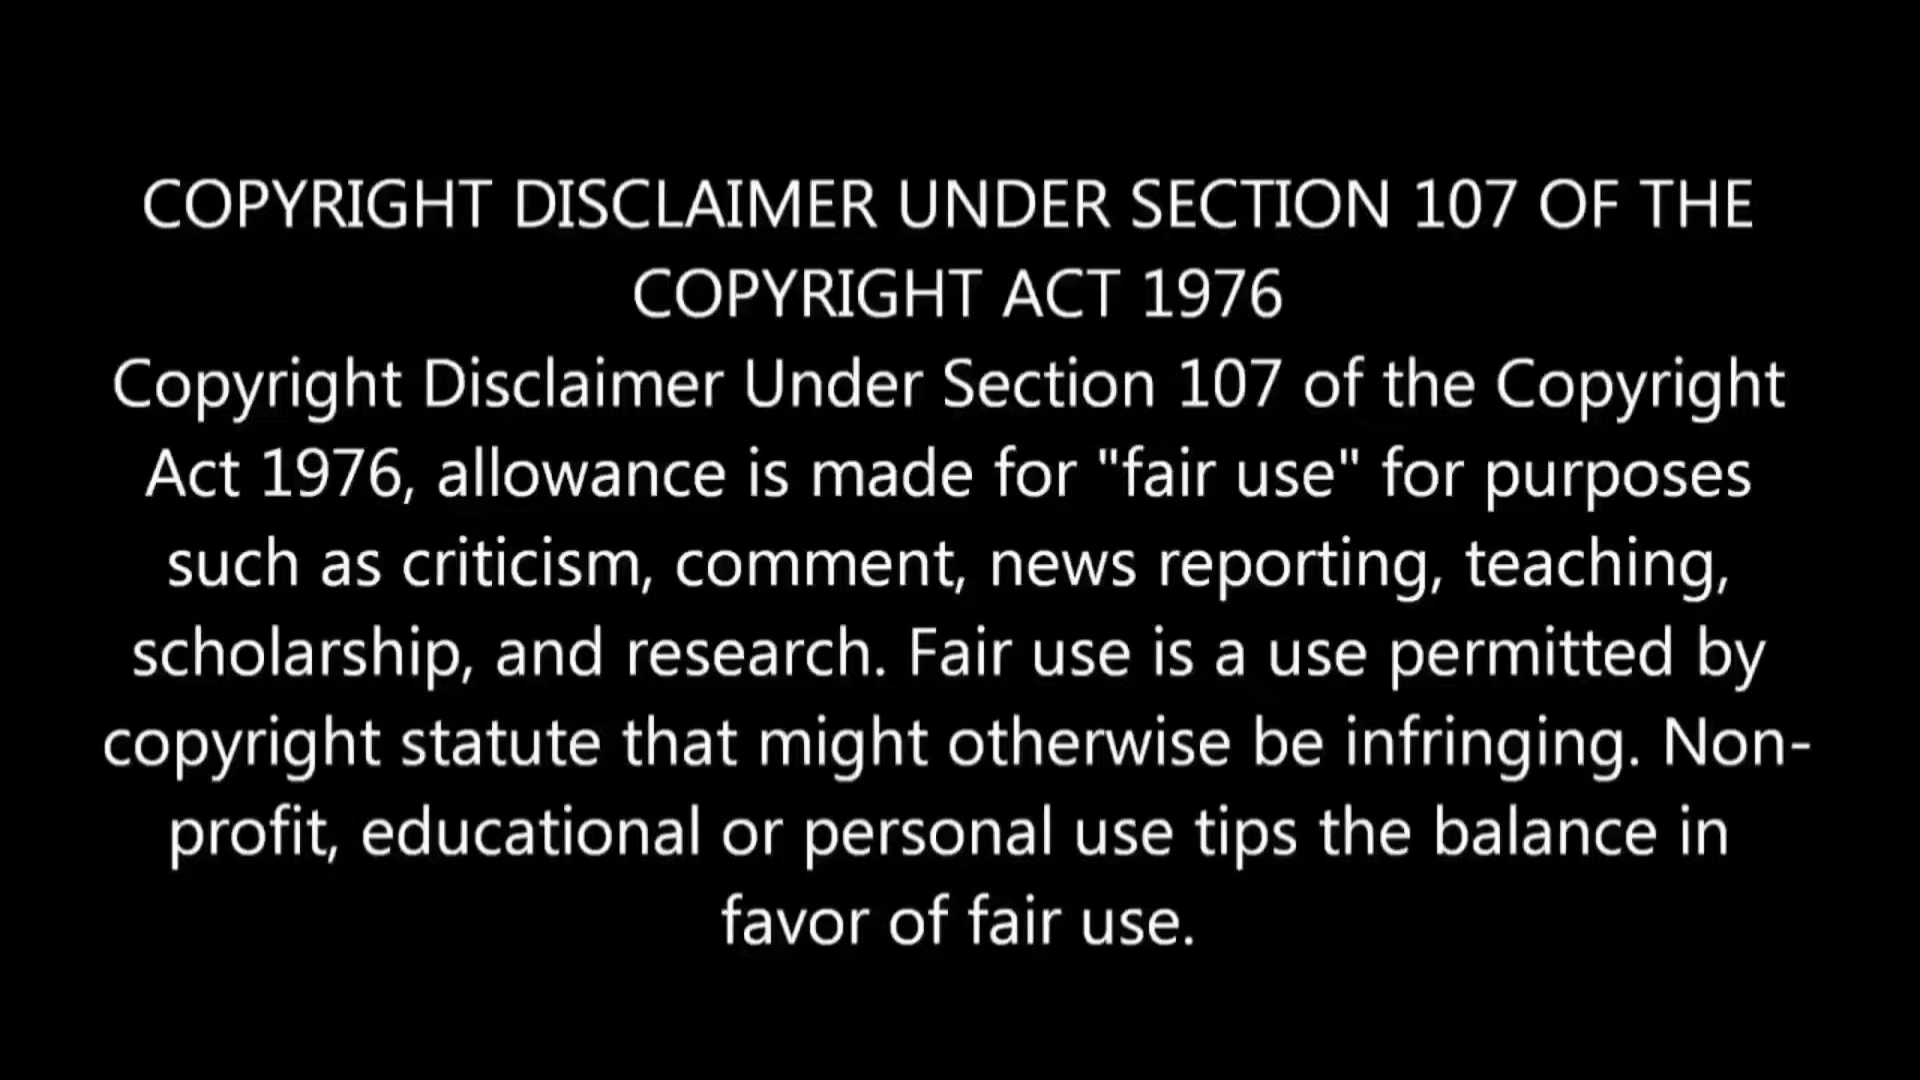 COPYRIGHT DISCLAIMER UNDER SECTION 107 OF THE
COPYRIGHT ACT 1976
Copyright Disclaimer Under Section 107 of the Copyright
Act 1976, allowance is made for "fair use" for purposes
such as criticism, comment, news reporting, teaching,
scholarship, and research. Fair use is a use permitted by
copyright statute that might otherwise be infringing. Non-
profit, educational or personal use tips the balance in
favor of fair use.